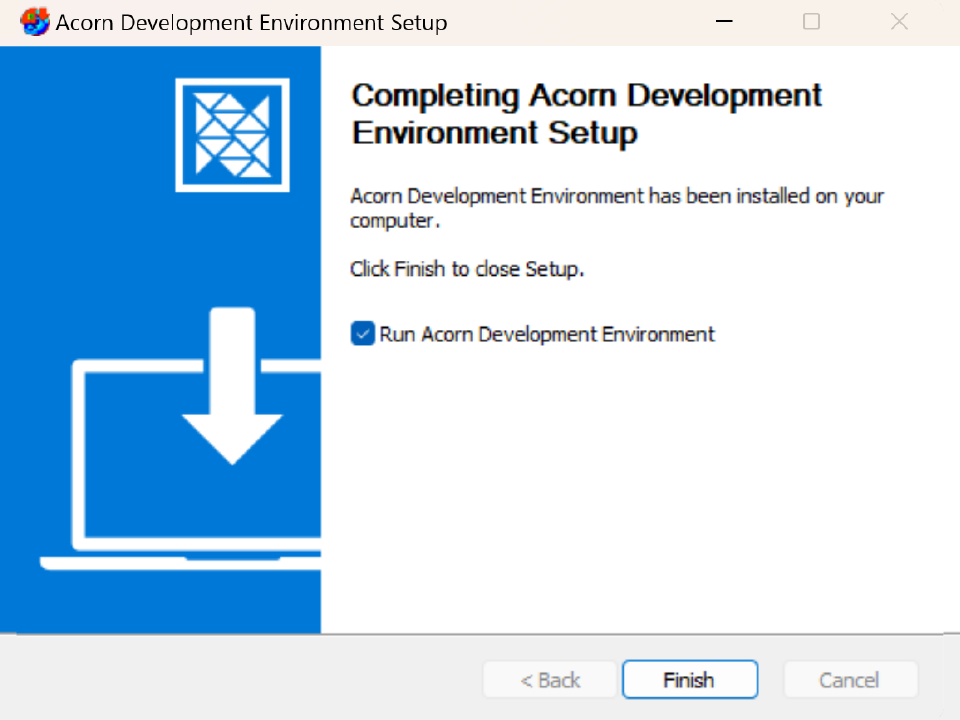 Acorn Development Environment Setup
Completing Acorn Development
Environment Setup
Acorn Development Environment has been installed on your
computer.
Click Finish to close Setup.
Run Acorn Development Environment
< Back
Finish
Cancel